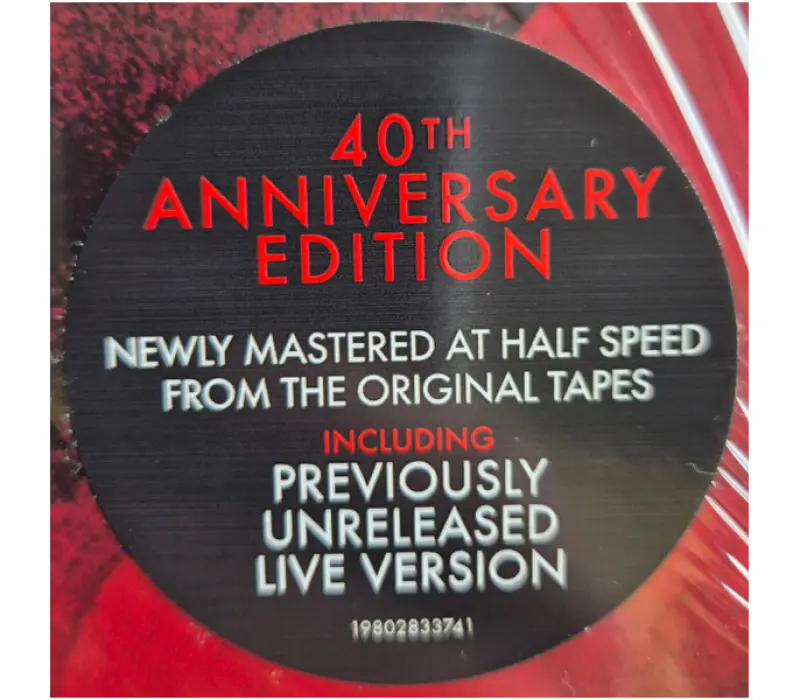 40TH
ANNIVERSARY
EDITION
NEWLY MASTERED AT HALF SPEED
FROM THE ORIGINAL TAPES
INCLUDING
PREVIOUSLY
UNRELEASED
LIVE VERSION
19802833741